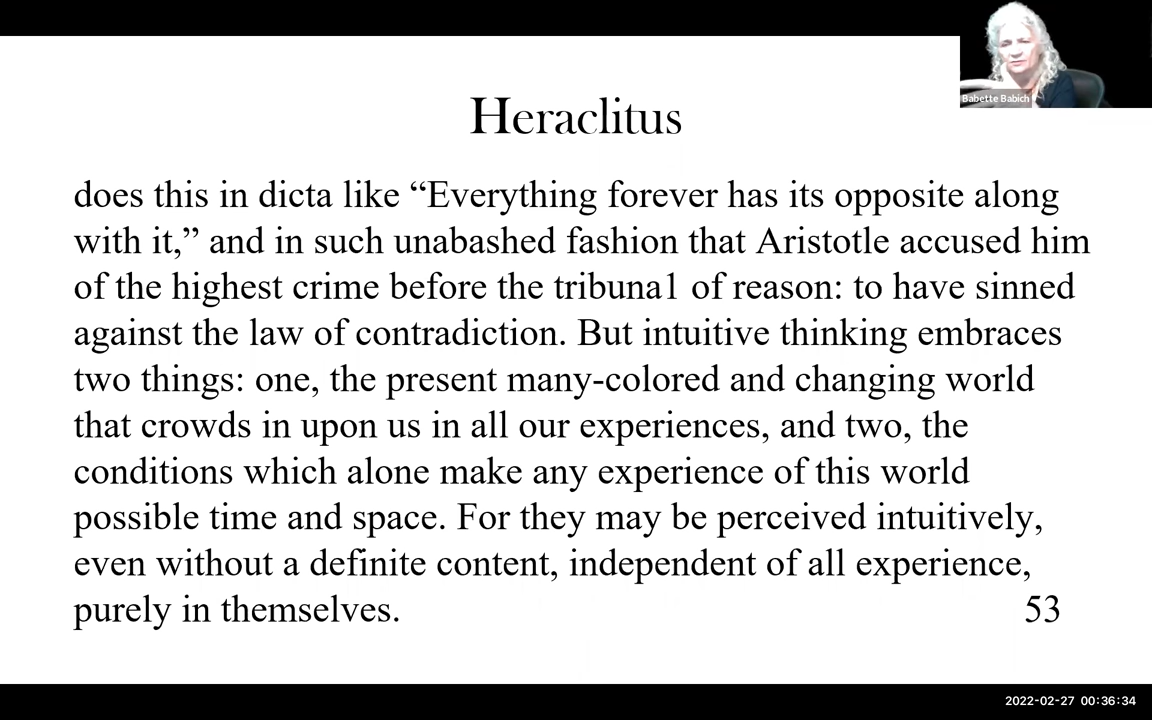 Babette Babich
Heraclitus
does this in dicta like “Everything forever has its opposite along
with it,” and in such unabashed fashion that Aristotle accused him
of the highest crime before the tribuna1 of reason: to have sinned
against the law of contradiction. But intuitive thinking embraces
two things: one, the present many-colored and changing world
that crowds in upon us in all our experiences, and two, the
conditions which alone make any experience of this world
possible time and space. For they may be perceived intuitively,
even without a definite content, independent of all experience,
purely in themselves.
53
2022-02-27 00:36:34